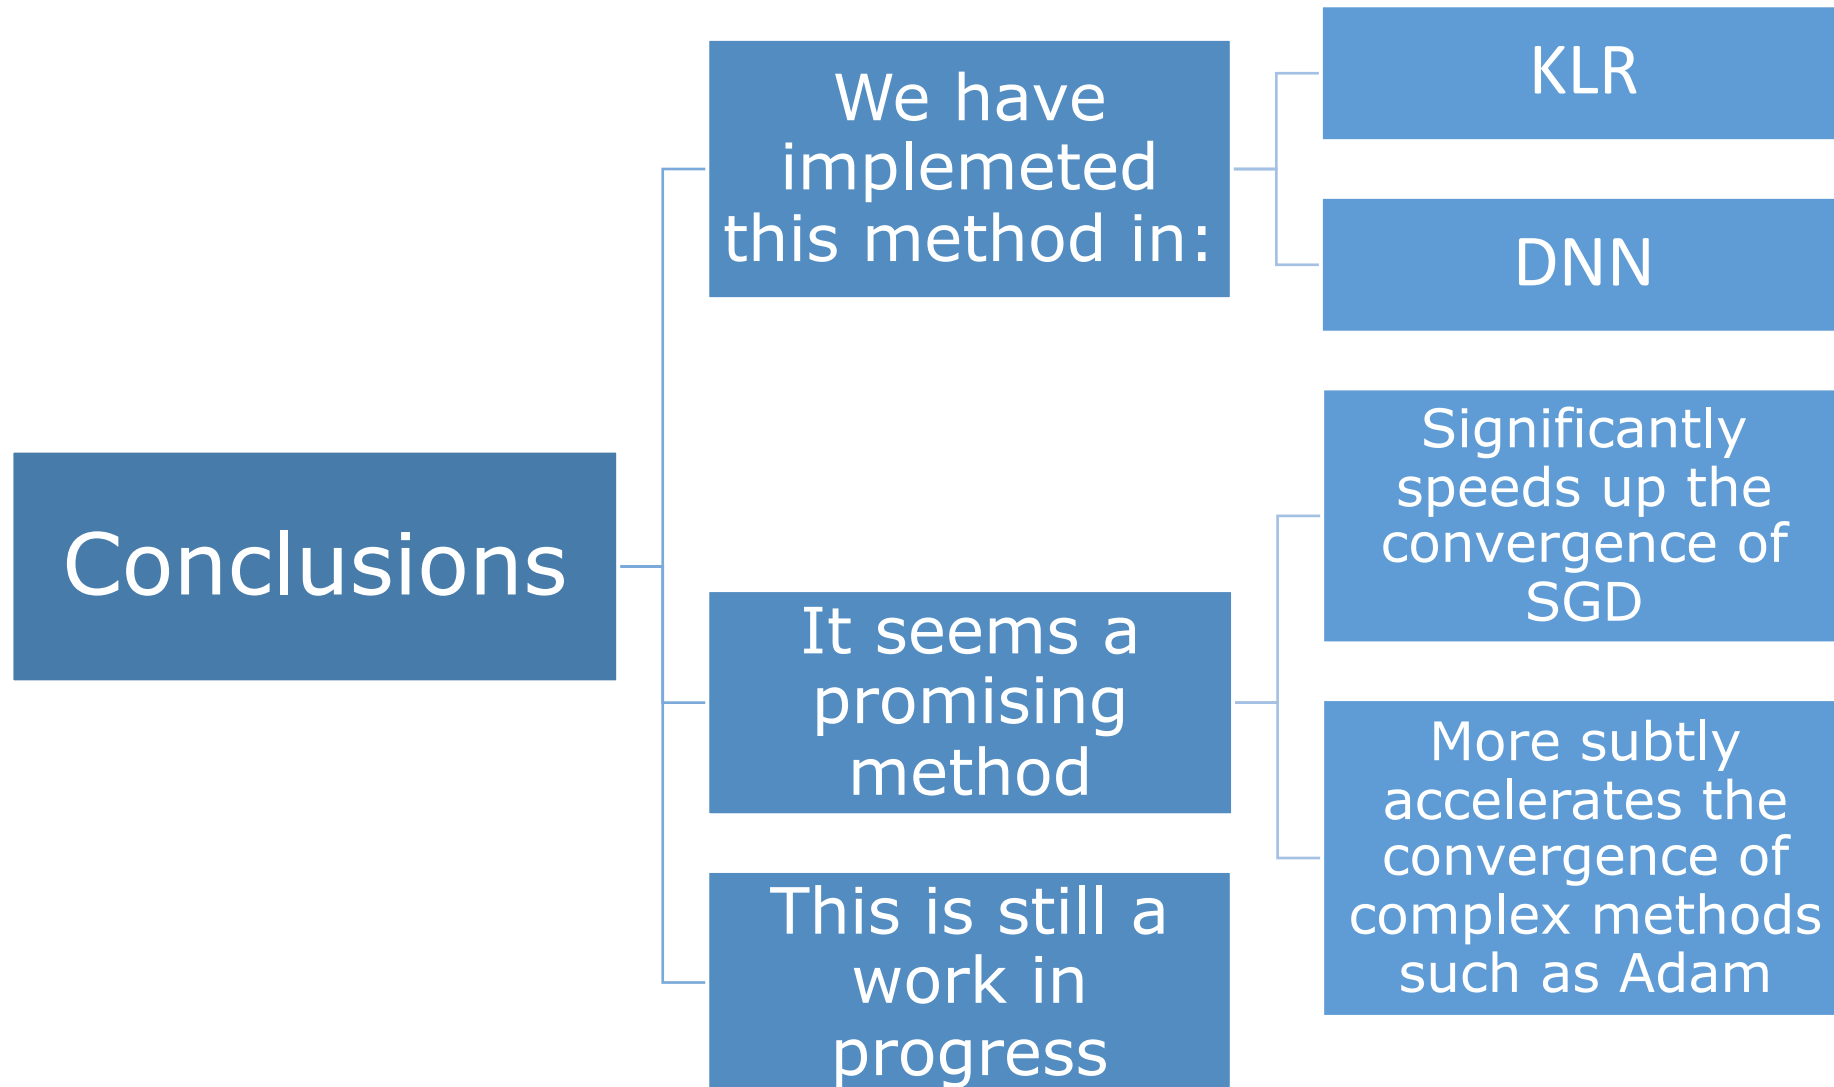 Conclusions
We have
implemeted
this method in:
KLR
DNN
It seems a
promising
method
Significantly
speeds up the
convergence of
SGD
More subtly
accelerates the
convergence of
complex methods
such as Adam
This is still a
work in
progress